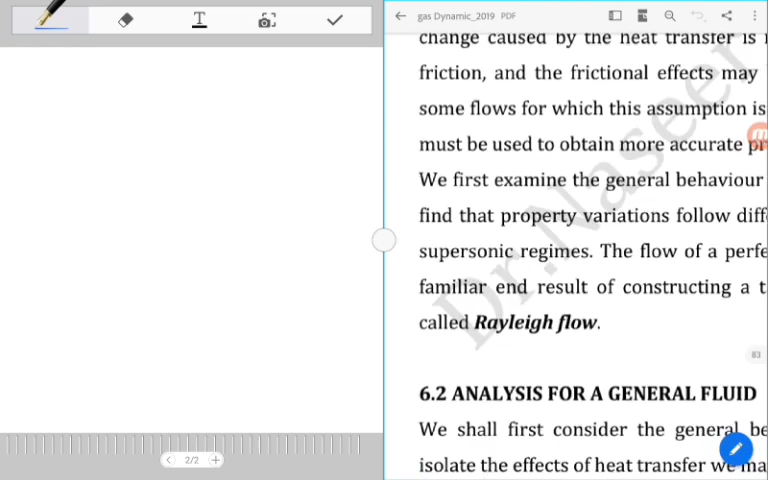 T
gas Dynamic_2019 PDF
change caused by the heat transfer is
friction, and the frictional effects may
some flows for which this assumption is
must be used to obtain more accurate
We first examine the general behaviour
find that property variations follow
supersonic regimes. The flow of a
familiar end result of constructing a
called Rayleigh flow.
83
6.2 ANALYSIS FOR A GENERAL FLUID
We shall first consider the general
isolate the effects of heat transfer we
2/2
Dr.Naseer